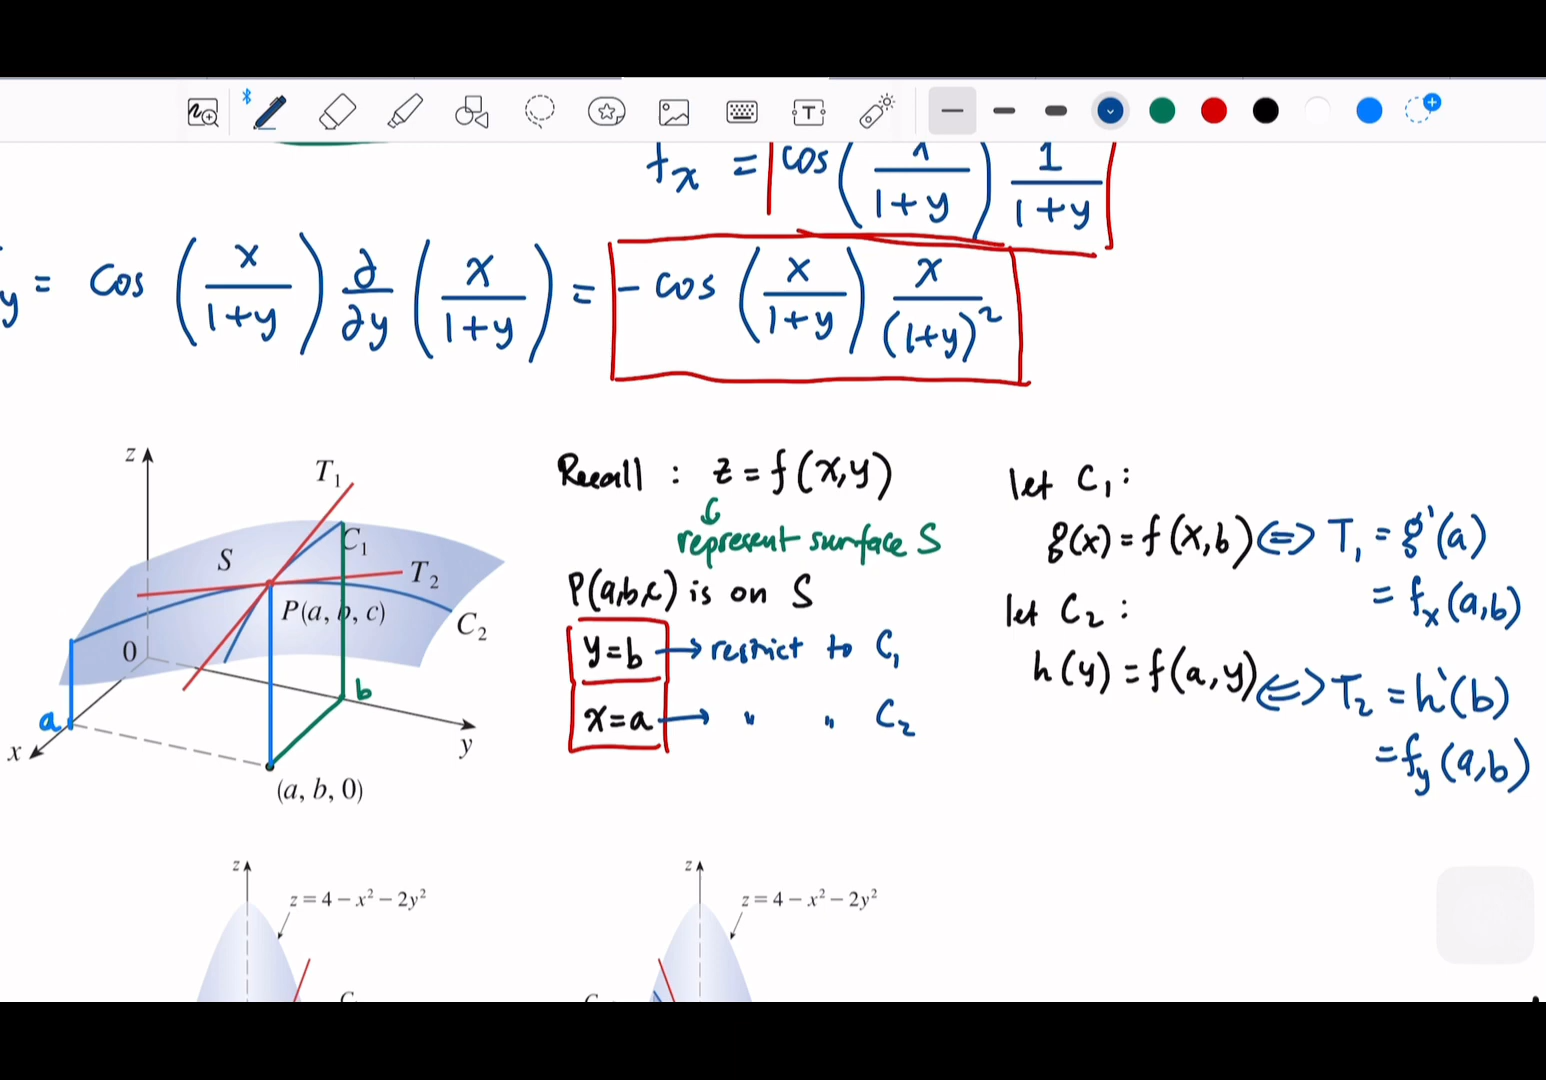 fx = cos(x/1+y) 1/1+y
y = cos (x/1+y) ∂/∂y (x/1+y) = - cos (x/1+y) x/(1+y)²
z
T₁
C₁
S
T₂
P(a, b, c)
C₂
0
a
b
x
y
(a, b, 0)
Recall : z = f(x,y)
represent surface S
P(a,b,c) is on S
y=b → restrict to C₁
x=a → " " C₂
let C₁:
g(x) = f(x,b) <=> T₁ = g'(a)
= fx (a,b)
let C₂ :
h(y) = f(a,y) <=> T₂ = h'(b)
= fy (a,b)
z
z = 4 − x² − 2y²
z
z = 4 − x² − 2y²